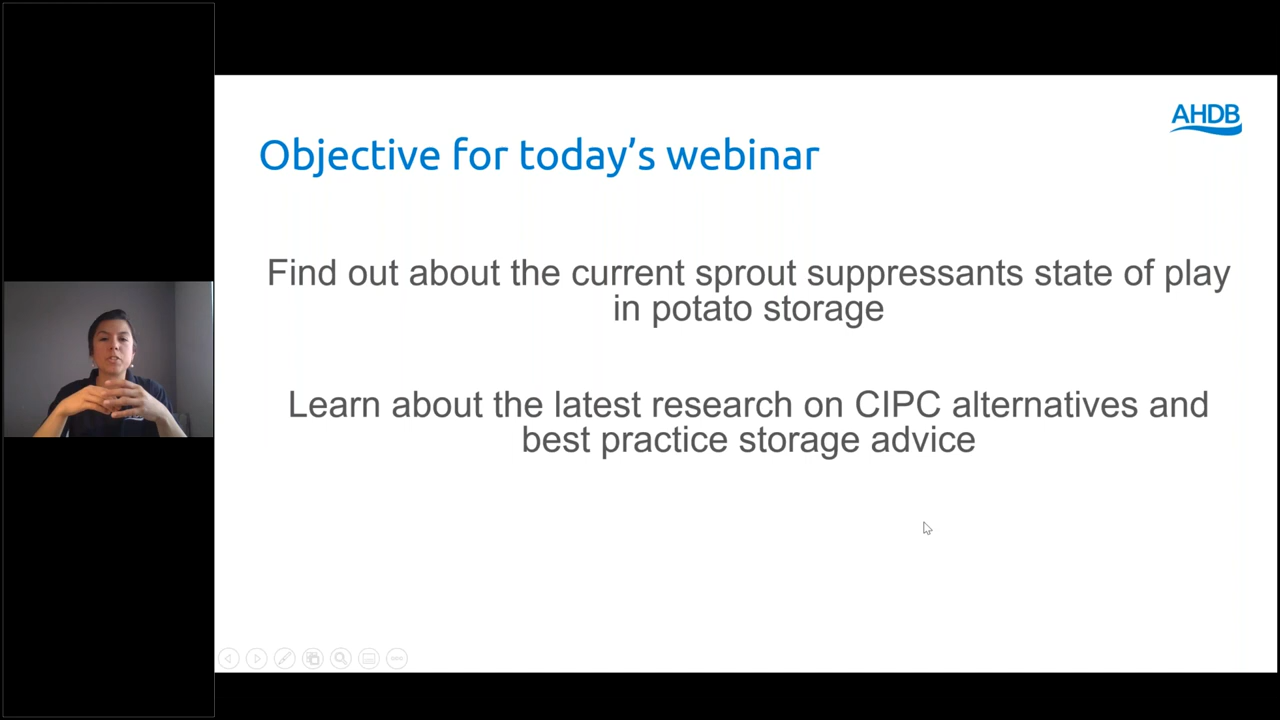 AHDB
Objective for today's webinar
Find out about the current sprout suppressants state of play
in potato storage
Learn about the latest research on CIPC alternatives and
best practice storage advice